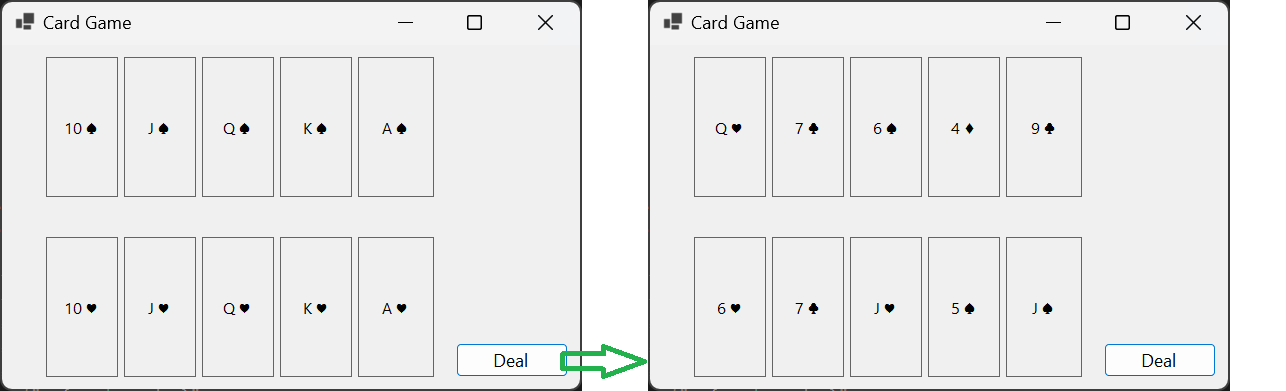 Card Game
10 ♠ J ♠ Q ♠ K ♠ A ♠
10 ♥ J ♥ Q ♥ K ♥ A ♥
Deal
Card Game
Q ♥ 7 ♣ 6 ♠ 4 ♦ 9 ♣
6 ♥ 7 ♣ J ♥ 5 ♠ J ♠
Deal